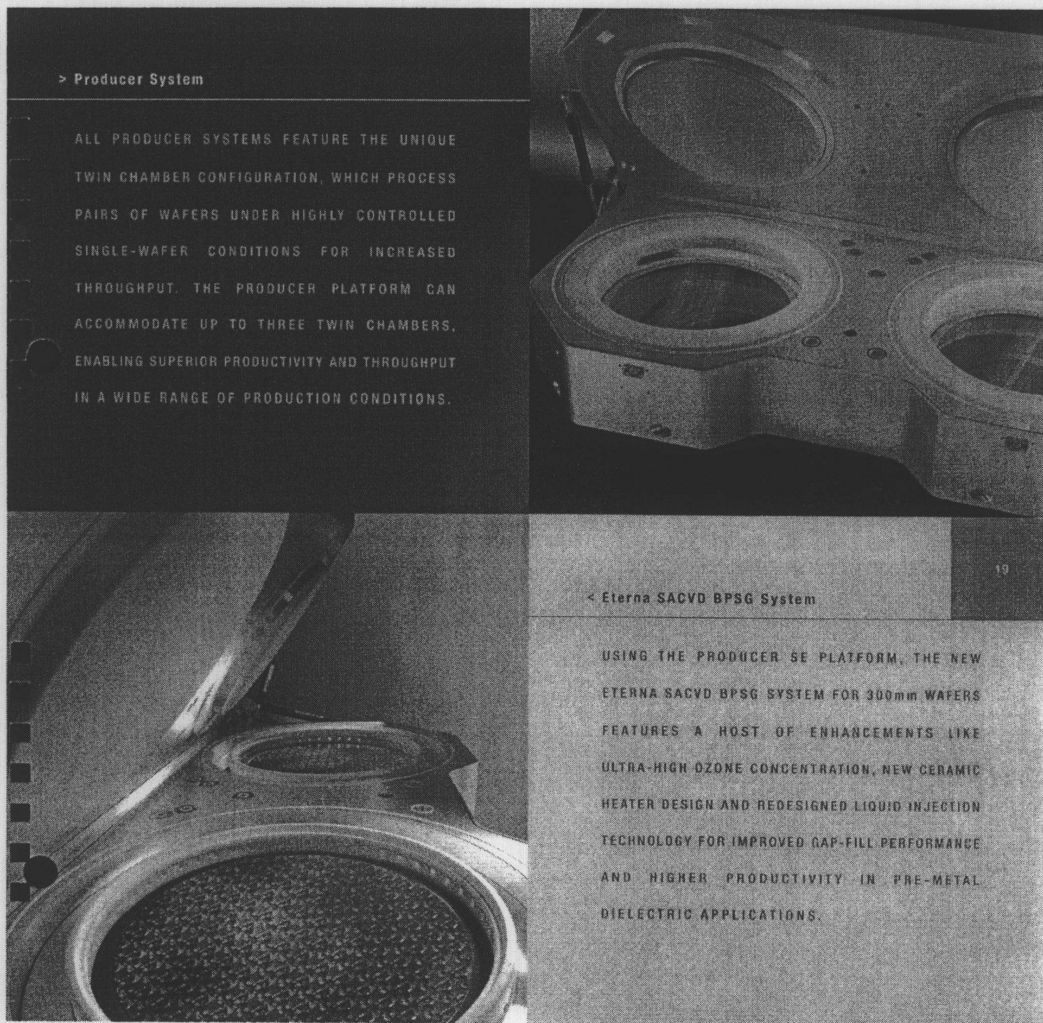 > Producer System
ALL PRODUCER SYSTEMS FEATURE THE UNIQUE
TWIN CHAMBER CONFIGURATION, WHICH PROCESS
PAIRS OF WAFERS UNDER HIGHLY CONTROLLED
SINGLE-WAFER CONDITIONS FOR INCREASED
THROUGHPUT. THE PRODUCER PLATFORM CAN
ACCOMMODATE UP TO THREE TWIN CHAMBERS,
ENABLING SUPERIOR PRODUCTIVITY AND THROUGHPUT
IN A WIDE RANGE OF PRODUCTION CONDITIONS.
19
< Eterna SACVD BPSG System
USING THE PRODUCER SE PLATFORM, THE NEW
ETERNA SACVD BPSG SYSTEM FOR 300mm WAFERS
FEATURES A HOST OF ENHANCEMENTS LIKE
ULTRA-HIGH OZONE CONCENTRATION, NEW CERAMIC
HEATER DESIGN AND REDESIGNED LIQUID INJECTION
TECHNOLOGY FOR IMPROVED GAP-FILL PERFORMANCE
AND HIGHER PRODUCTIVITY IN PRE-METAL
DIELECTRIC APPLICATIONS.